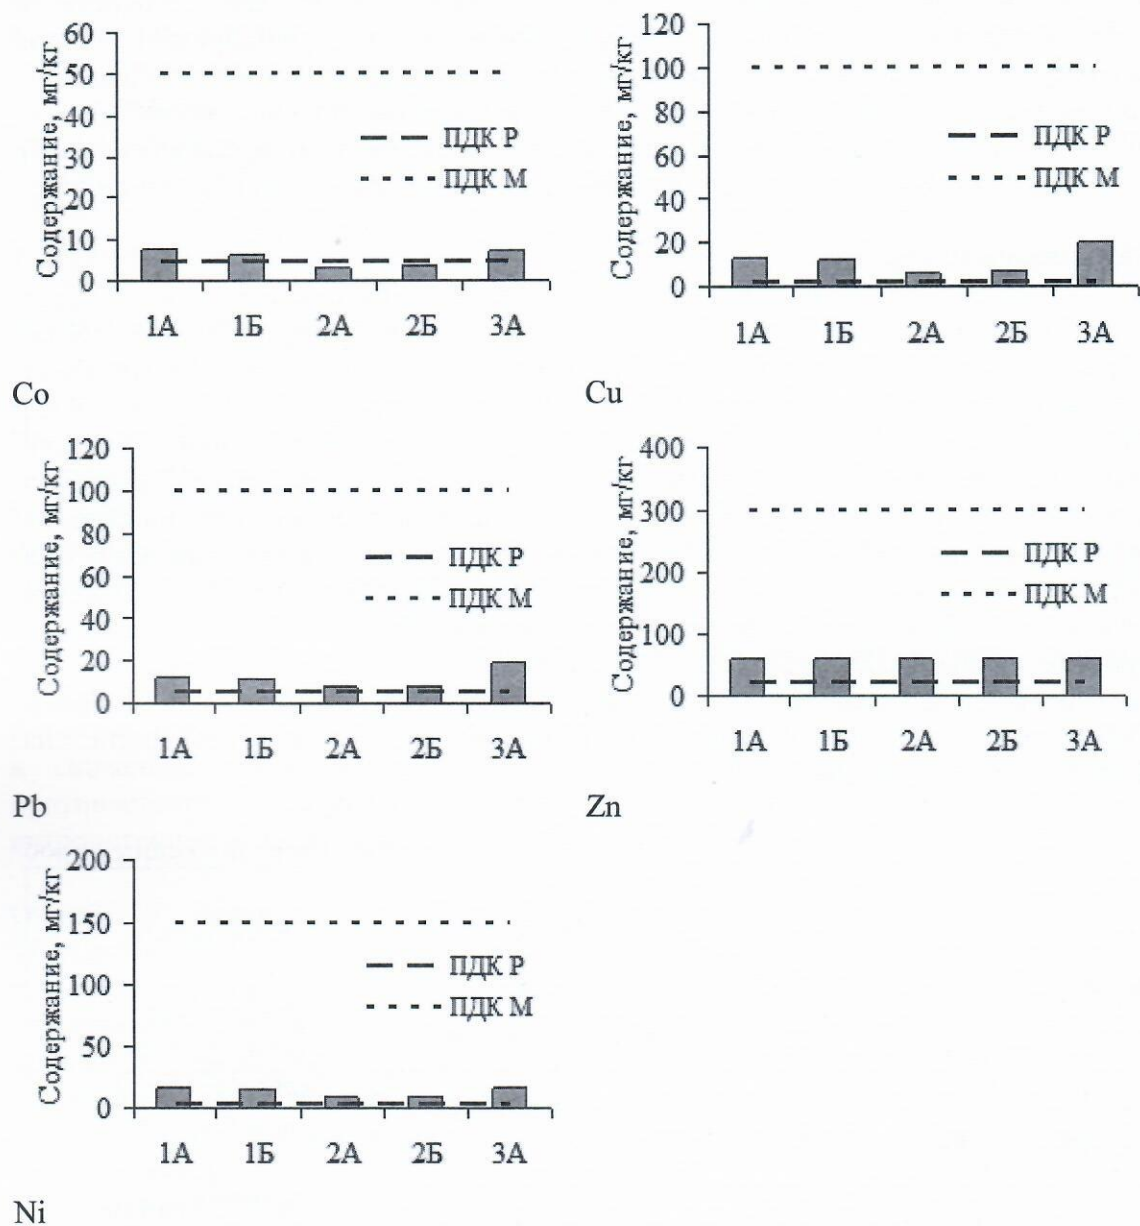 Содержание, мг/кг
60
50
40
30
20
10
0
ПДК Р
ПДК М
1А 1Б 2А 2Б 3А
Co
Содержание, мг/кг
120
100
80
60
40
20
0
ПДК Р
ПДК М
1А 1Б 2А 2Б 3А
Cu
Содержание, мг/кг
120
100
80
60
40
20
0
ПДК Р
ПДК М
1А 1Б 2А 2Б 3А
Pb
Содержание, мг/кг
400
300
200
100
0
ПДК Р
ПДК М
1А 1Б 2А 2Б 3А
Zn
Содержание, мг/кг
200
150
100
50
0
ПДК Р
ПДК М
1А 1Б 2А 2Б 3А
Ni